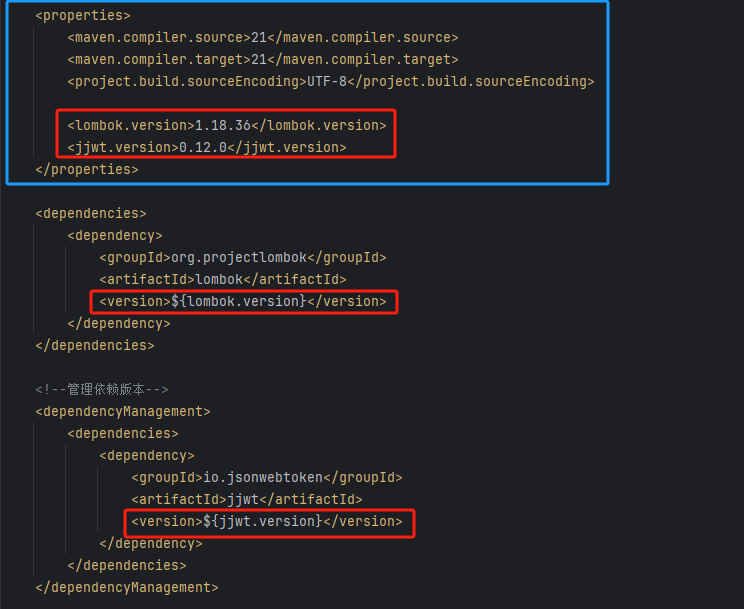 <properties>
<maven.compiler.source>21</maven.compiler.source>
<maven.compiler.target>21</maven.compiler.target>
<project.build.sourceEncoding>UTF-8</project.build.sourceEncoding>
<lombok.version>1.18.36</lombok.version>
<jjwt.version>0.12.0</jjwt.version>
</properties>
<dependencies>
<dependency>
<groupId>org.projectlombok</groupId>
<artifactId>lombok</artifactId>
<version>${lombok.version}</version>
</dependency>
</dependencies>
<!--管理依赖版本-->
<dependencyManagement>
<dependencies>
<dependency>
<groupId>io.jsonwebtoken</groupId>
<artifactId>jjwt</artifactId>
<version>${jjwt.version}</version>
</dependency>
</dependencies>
</dependencyManagement>